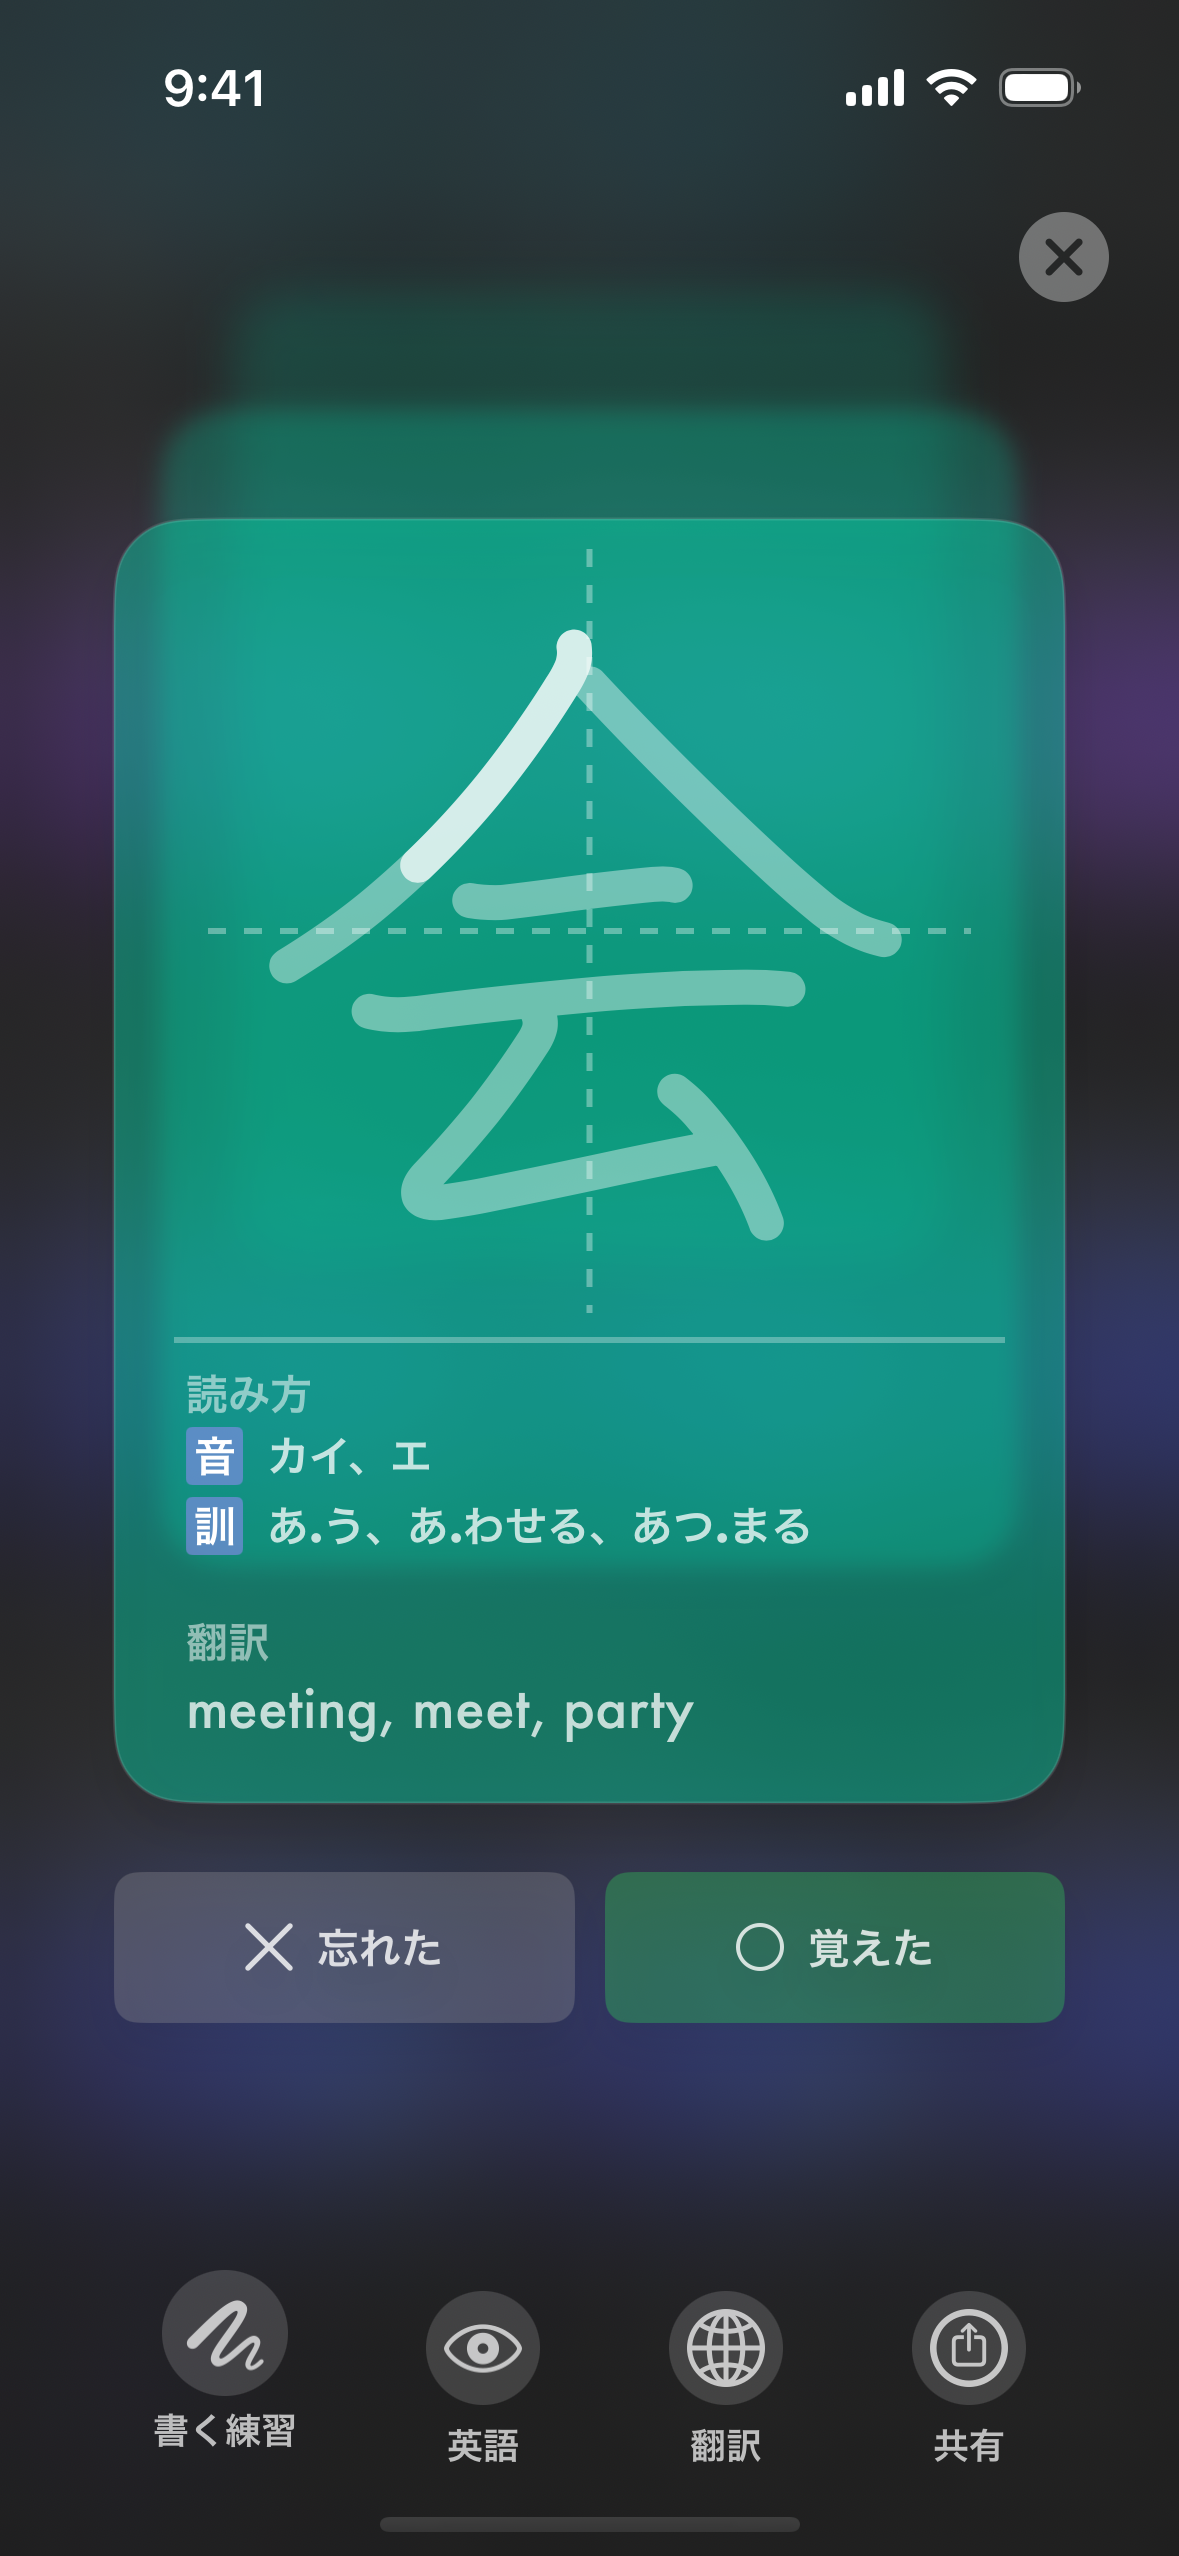 9:41
会
読み方
音 カイ、エ
訓 あ.う、あ.わせる、あつ.まる
翻訳
meeting, meet, party
忘れた
覚えた
書く練習
英語
翻訳
共有